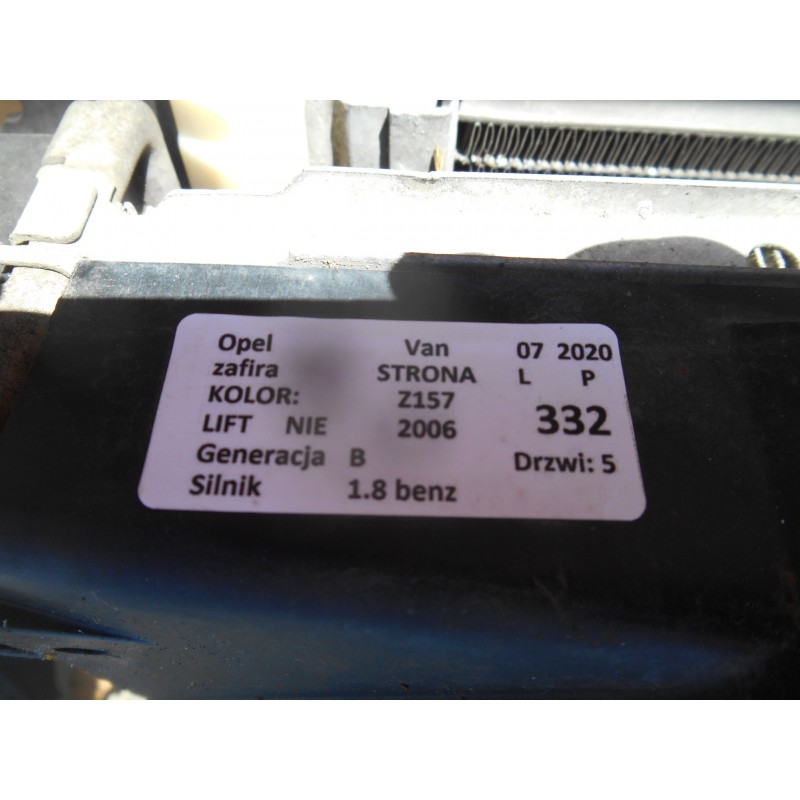 Opel Van 07 2020
zafira STRONA L P
KOLOR: Z157
LIFT NIE 2006 332
Generacja B Drzwi: 5
Silnik 1.8 benz